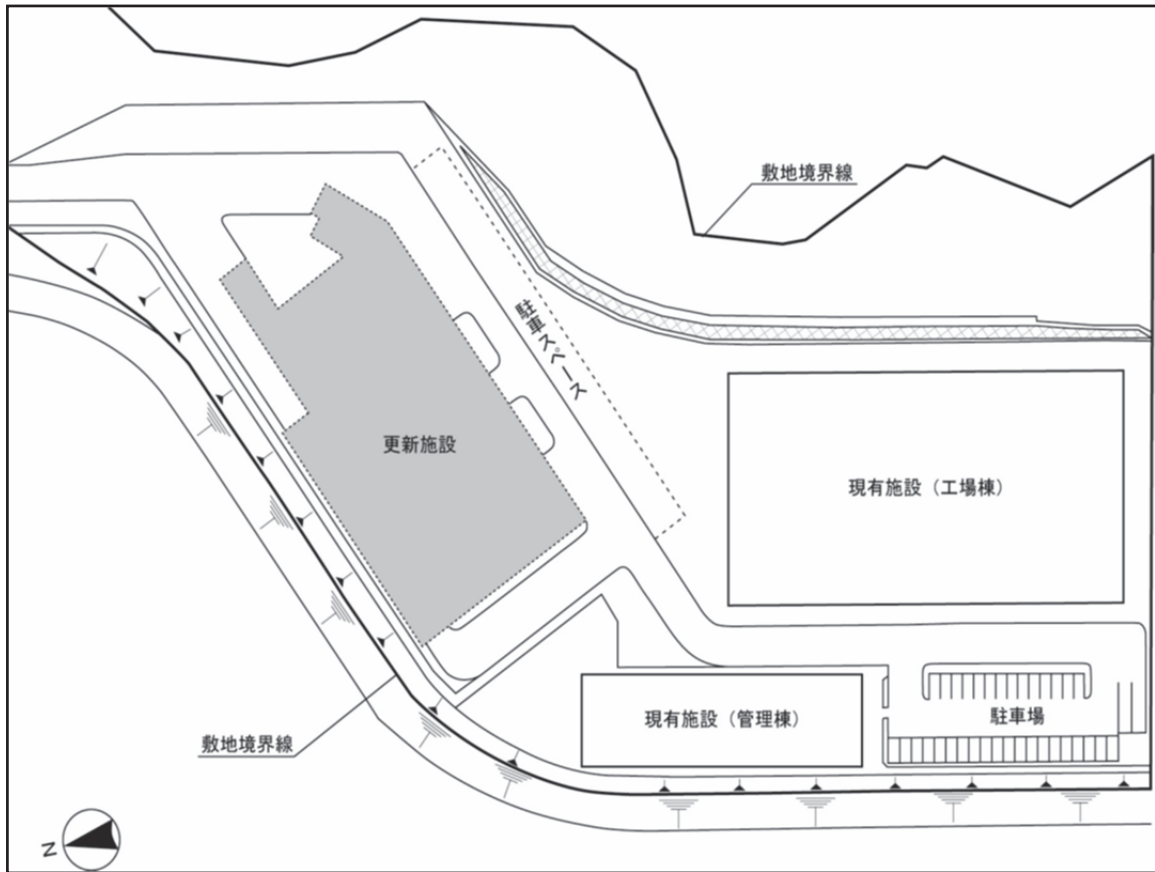 敷地境界線
駐車スペース
更新施設
現有施設（工場棟）
現有施設（管理棟）
駐車場
敷地境界線
N